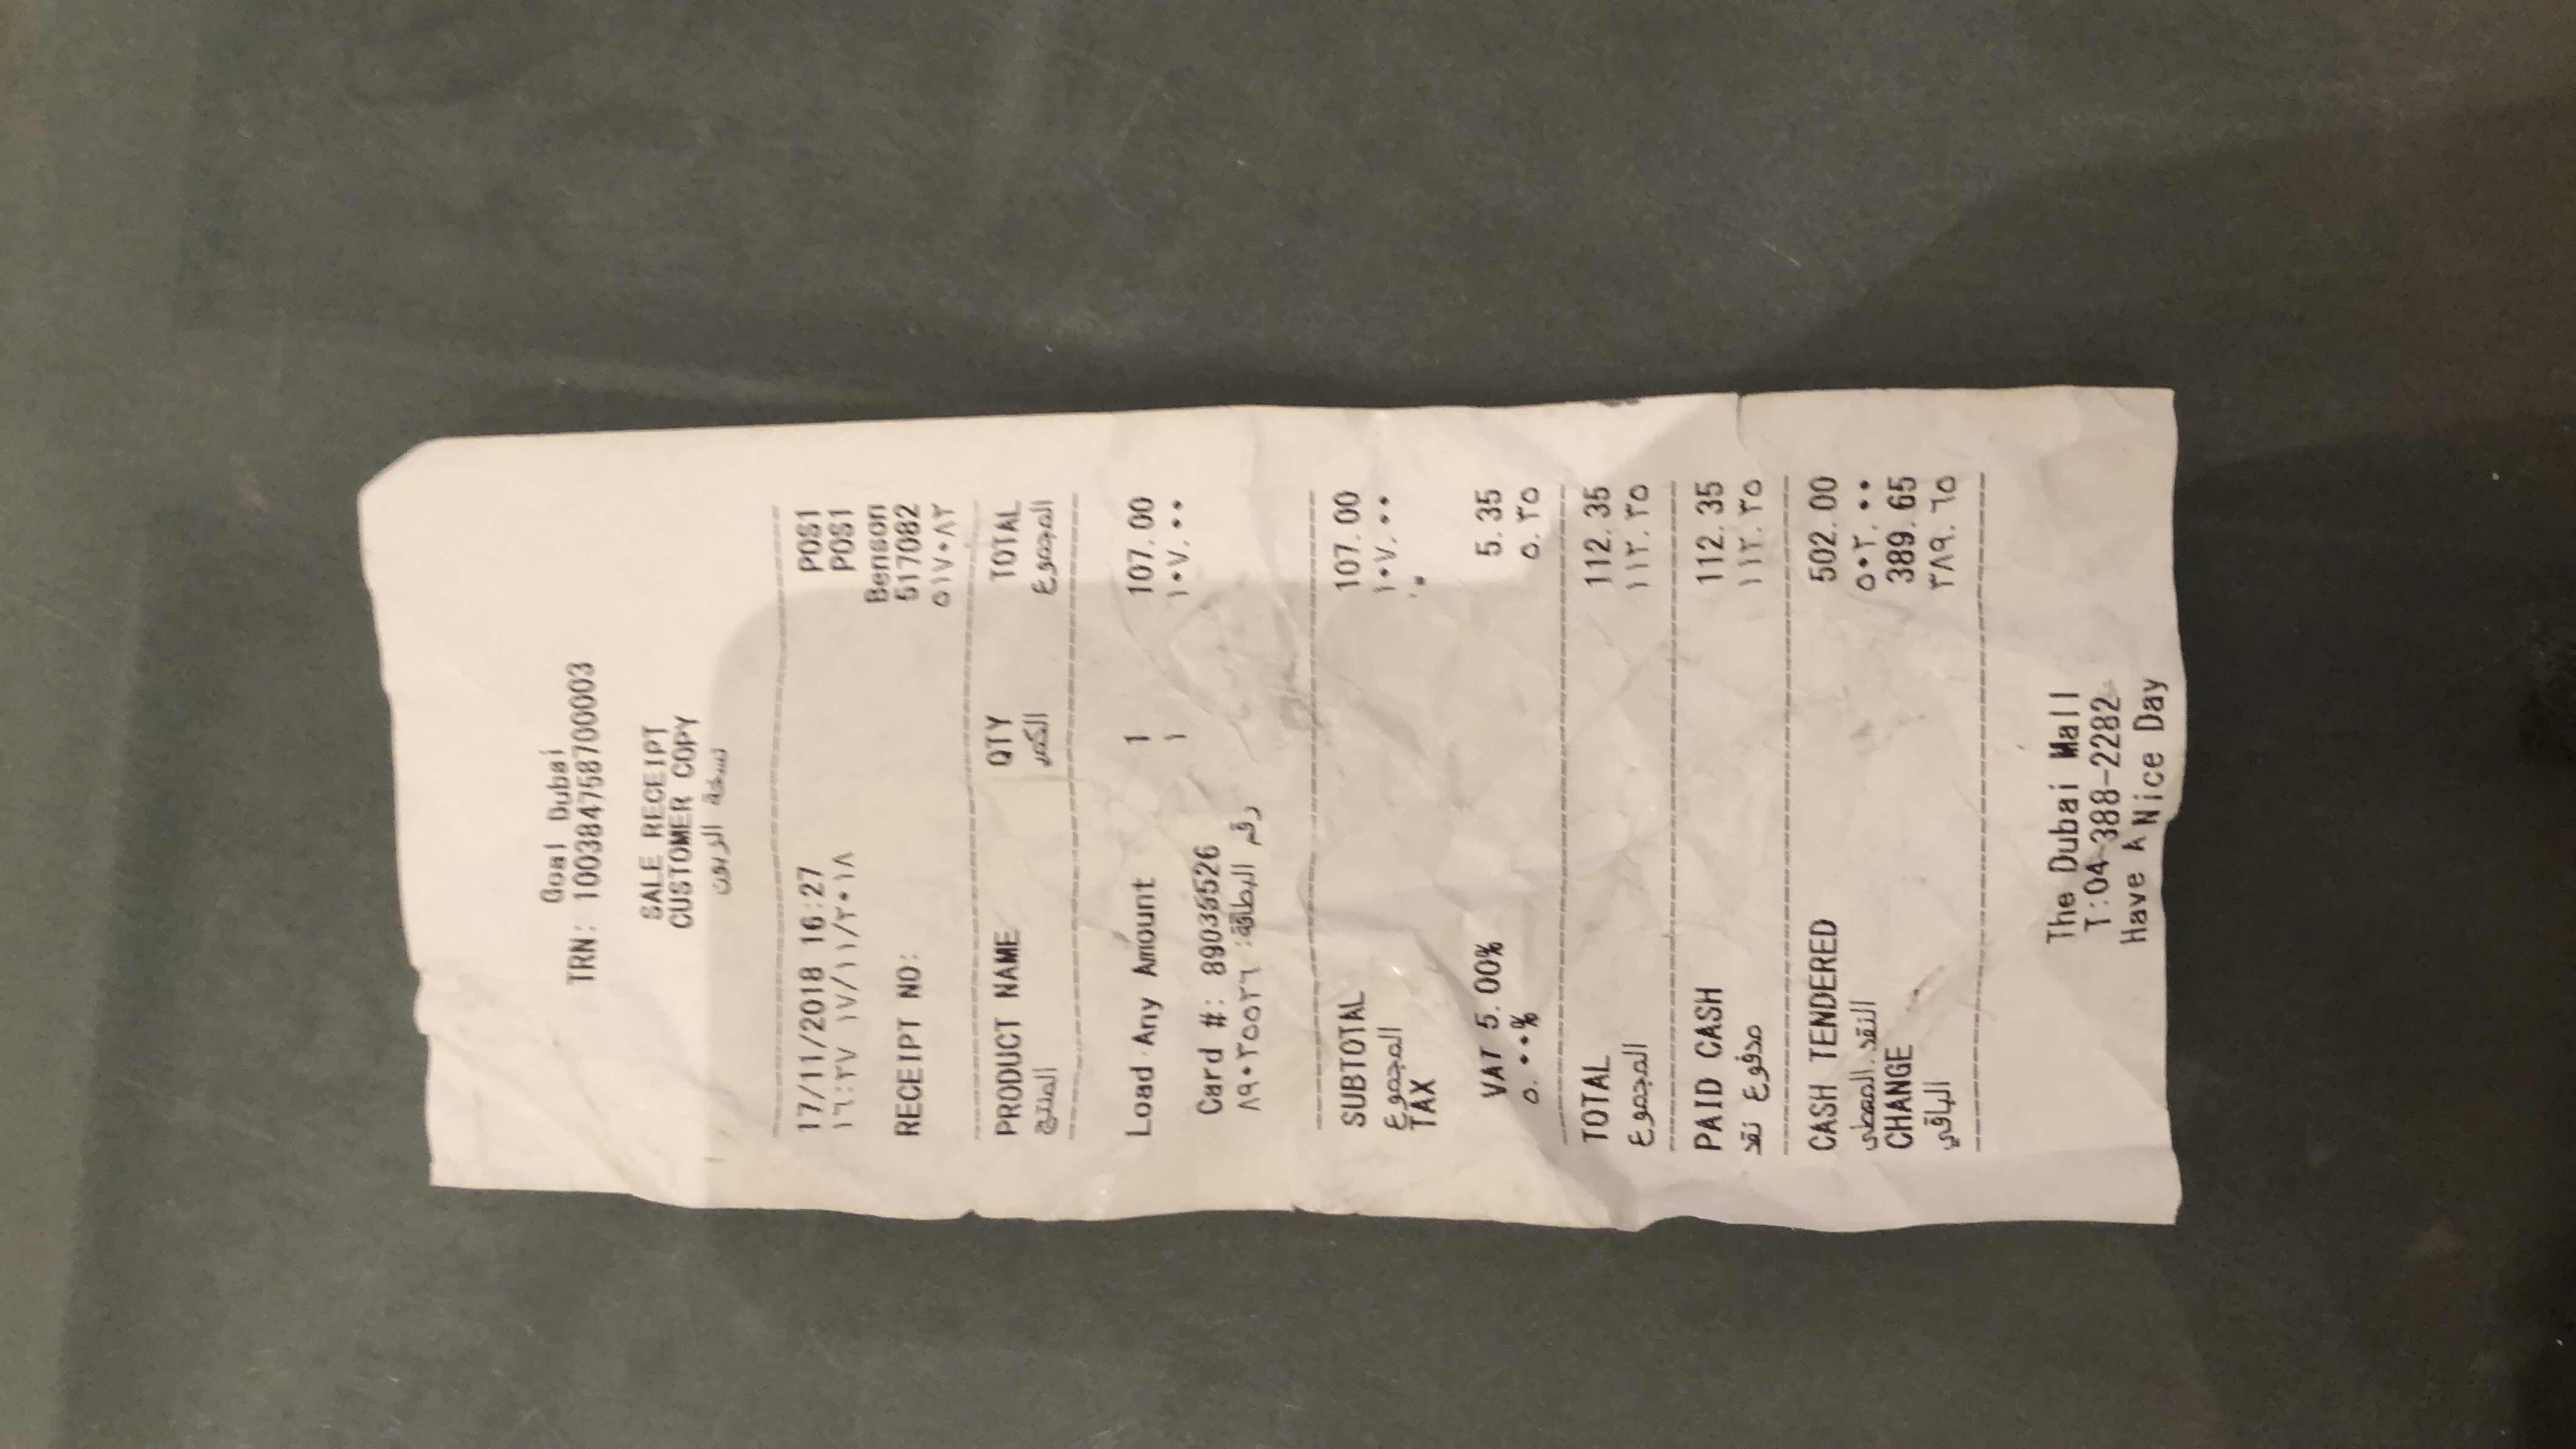 Goal Dubai
TRN: 100384758700003
SALE RECEIPT
CUSTOMER COPY
نسخة الزبون
17/11/2018 16:27 POS1
١٦:٢٧ ١٧/١١/٢٠١٨ POS1
Benson
RECEIPT NO: 517082
٥١٧٠٨٢
PRODUCT NAME QTY TOTAL
المنتج الكمي المجموع
Load Any Amount 1 107.00
١ ١٠٧.٠٠
Card #: 89035526
رقم البطاقة: ٨٩٠٣٥٥٢٦
SUBTOTAL 107.00
المجموع ١٠٧.٠٠
TAX
VAT 5.00% 5.35
٥.٠٠% ٥.٣٥
TOTAL 112.35
المجموع ١١٢.٣٥
PAID CASH 112.35
مدفوع نقد ١١٢.٣٥
CASH TENDERED 502.00
النقد المعطى ٥٠٢.٠٠
CHANGE 389.65
الباقي ٣٨٩.٦٥
The Dubai Mall
T:04-388-2282
Have A Nice Day